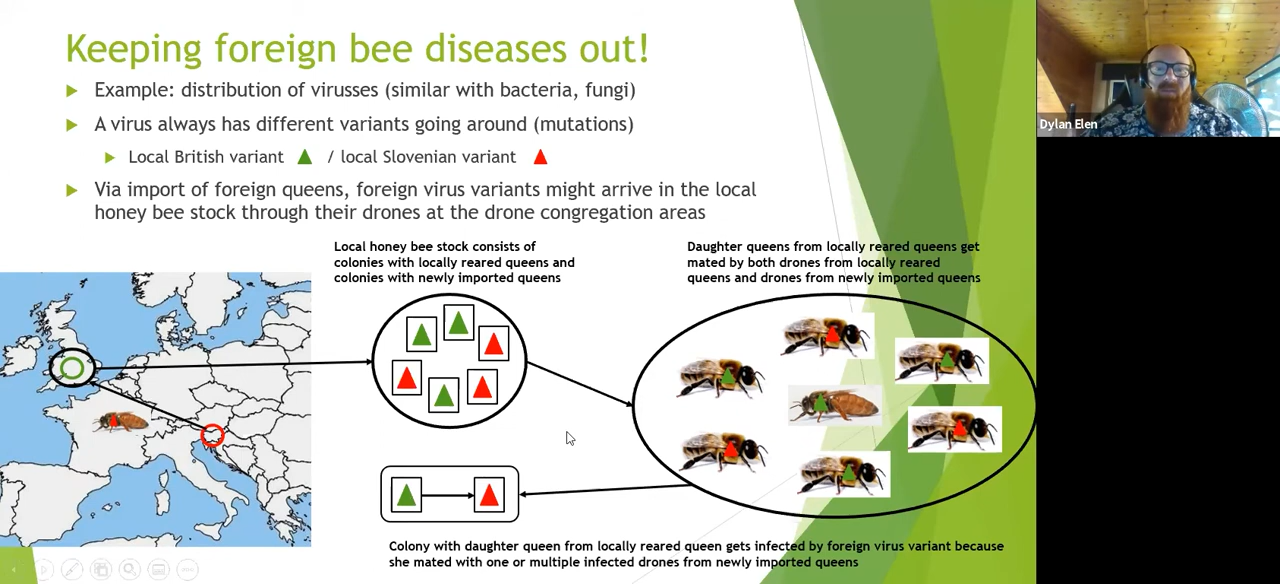 Keeping foreign bee diseases out!
Example: distribution of virusses (similar with bacteria, fungi)
A virus always has different variants going around (mutations)
Local British variant / local Slovenian variant
Via import of foreign queens, foreign virus variants might arrive in the local
honey bee stock through their drones at the drone congregation areas
Local honey bee stock consists of
colonies with locally reared queens and
colonies with newly imported queens
Daughter queens from locally reared queens get
mated by both drones from locally reared
queens and drones from newly imported queens
Colony with daughter queen from locally reared queen gets infected by foreign virus variant because
she mated with one or multiple infected drones from newly imported queens
Dylan Elen